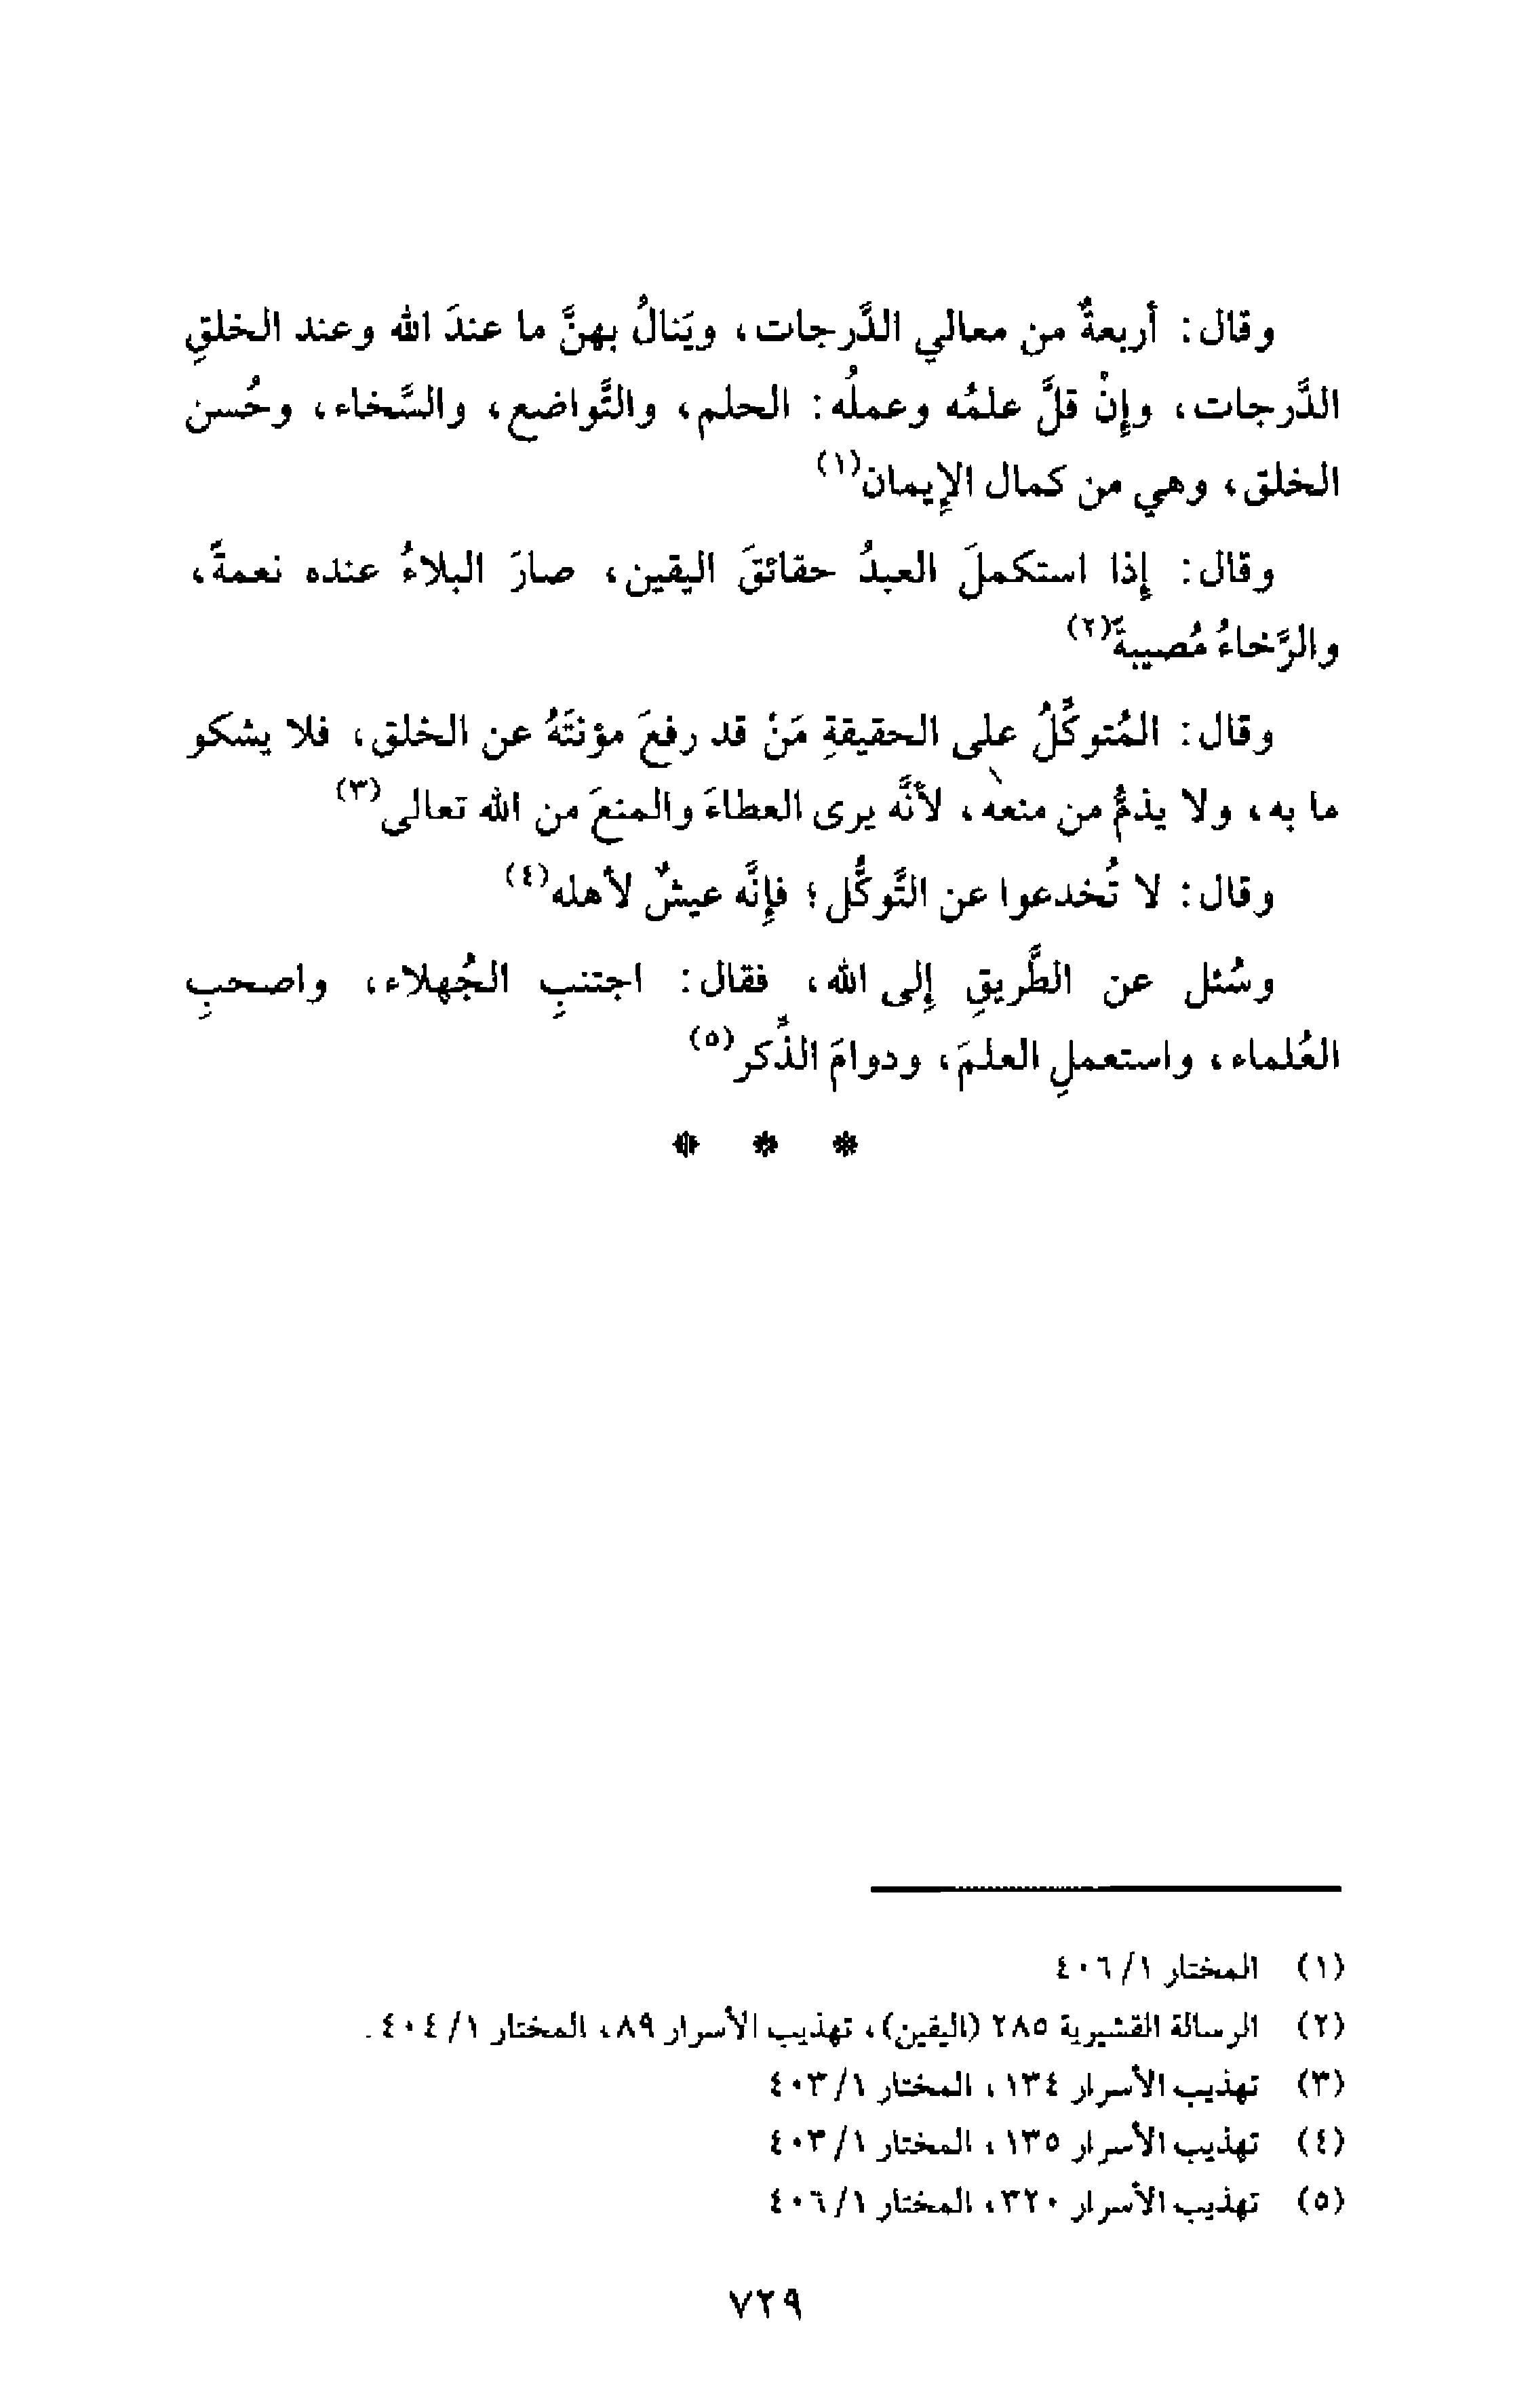 وقال: أربعةٌ من معالي الدَّرجات، ويَنالُ بهنَّ ما عندَ الله وعند الخلقِ
الدَّرجات، وإنْ قلَّ علمُه وعملُه: الحلم، والتَّواضع، والسَّخاء، وحُسن
الخلق، وهي من كمال الإيمان(١)
وقال: إذا استكملَ العبدُ حقائقَ اليقين، صارَ البلاءُ عنده نعمةً،
والرَّخاءُ مُصيبةً(٢)
وقال: المُتوكِّلُ على الحقيقةِ مَنْ قد رفعَ مؤنتَهُ عن الخلق، فلا يشكو
ما به، ولا يذمُّ من منعه، لأنَّه يرى العطاءَ والمنعَ من الله تعالى(٣)
وقال: لا تُخدعوا عن التَّوكُّل؛ فإنَّه عيشٌ لأهله(٤)
وسُئل عن الطَّريقِ إلى الله، فقال: اجتنبِ الجُهلاء، واصحبِ
العُلماء، واستعملِ العلمَ، ودوامَ الذِّكر(٥)
* * *
(١) المختار ١/٤٠٦
(٢) الرسالة القشيرية ٢٨٥ (اليقين)، تهذيب الأسرار ٨٩، المختار ١/٤٠٤.
(٣) تهذيب الأسرار ١٣٤، المختار ١/٤٠٣
(٤) تهذيب الأسرار ١٣٥، المختار ١/٤٠٣
(٥) تهذيب الأسرار ٣٢٠، المختار ١/٤٠٦
٧٢٩